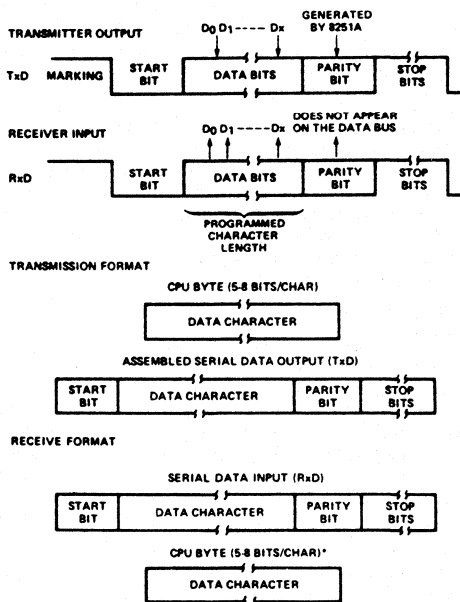 TRANSMITTER OUTPUT
D0 D1 ----- Dx
GENERATED
BY 8251A
TxD MARKING
START
BIT
DATA BITS
PARITY
BIT
STOP
BITS
RECEIVER INPUT
D0 D1 ----- Dx
DOES NOT APPEAR
ON THE DATA BUS
RxD
START
BIT
DATA BITS
PARITY
BIT
STOP
BITS
PROGRAMMED
CHARACTER
LENGTH
TRANSMISSION FORMAT
CPU BYTE (5-8 BITS/CHAR)
DATA CHARACTER
ASSEMBLED SERIAL DATA OUTPUT (TxD)
START
BIT
DATA CHARACTER
PARITY
BIT
STOP
BITS
RECEIVE FORMAT
SERIAL DATA INPUT (RxD)
START
BIT
DATA CHARACTER
PARITY
BIT
STOP
BITS
CPU BYTE (5-8 BITS/CHAR)*
DATA CHARACTER